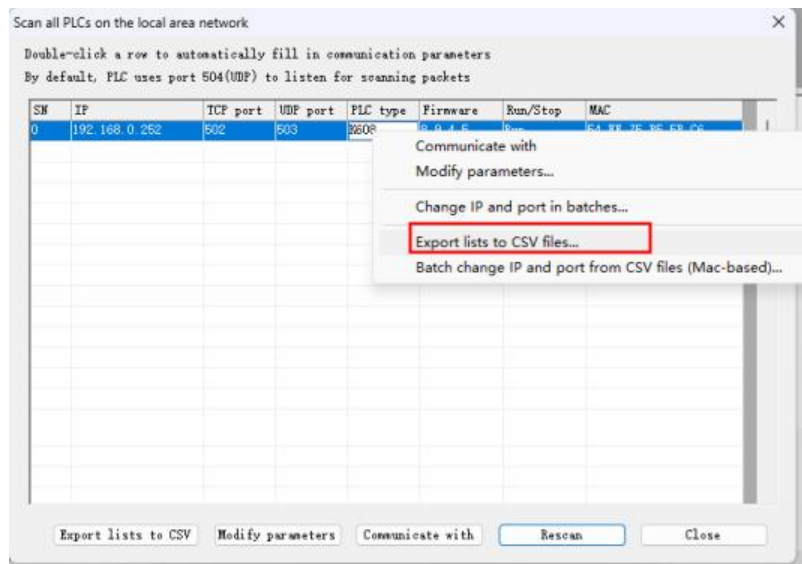 Scan all PLCs on the local area network
Double-click a row to automatically fill in communication parameters
By default, PLC uses port 504(UDP) to listen for scanning packets
SN IP TCP port UDP port PLC type Firmware Run/Stop MAC
0 192.168.0.252 502 503 N608
Communicate with
Modify parameters...
Change IP and port in batches...
Export lists to CSV files...
Batch change IP and port from CSV files (Mac-based)...
Export lists to CSV Modify parameters Communicate with Rescan Close